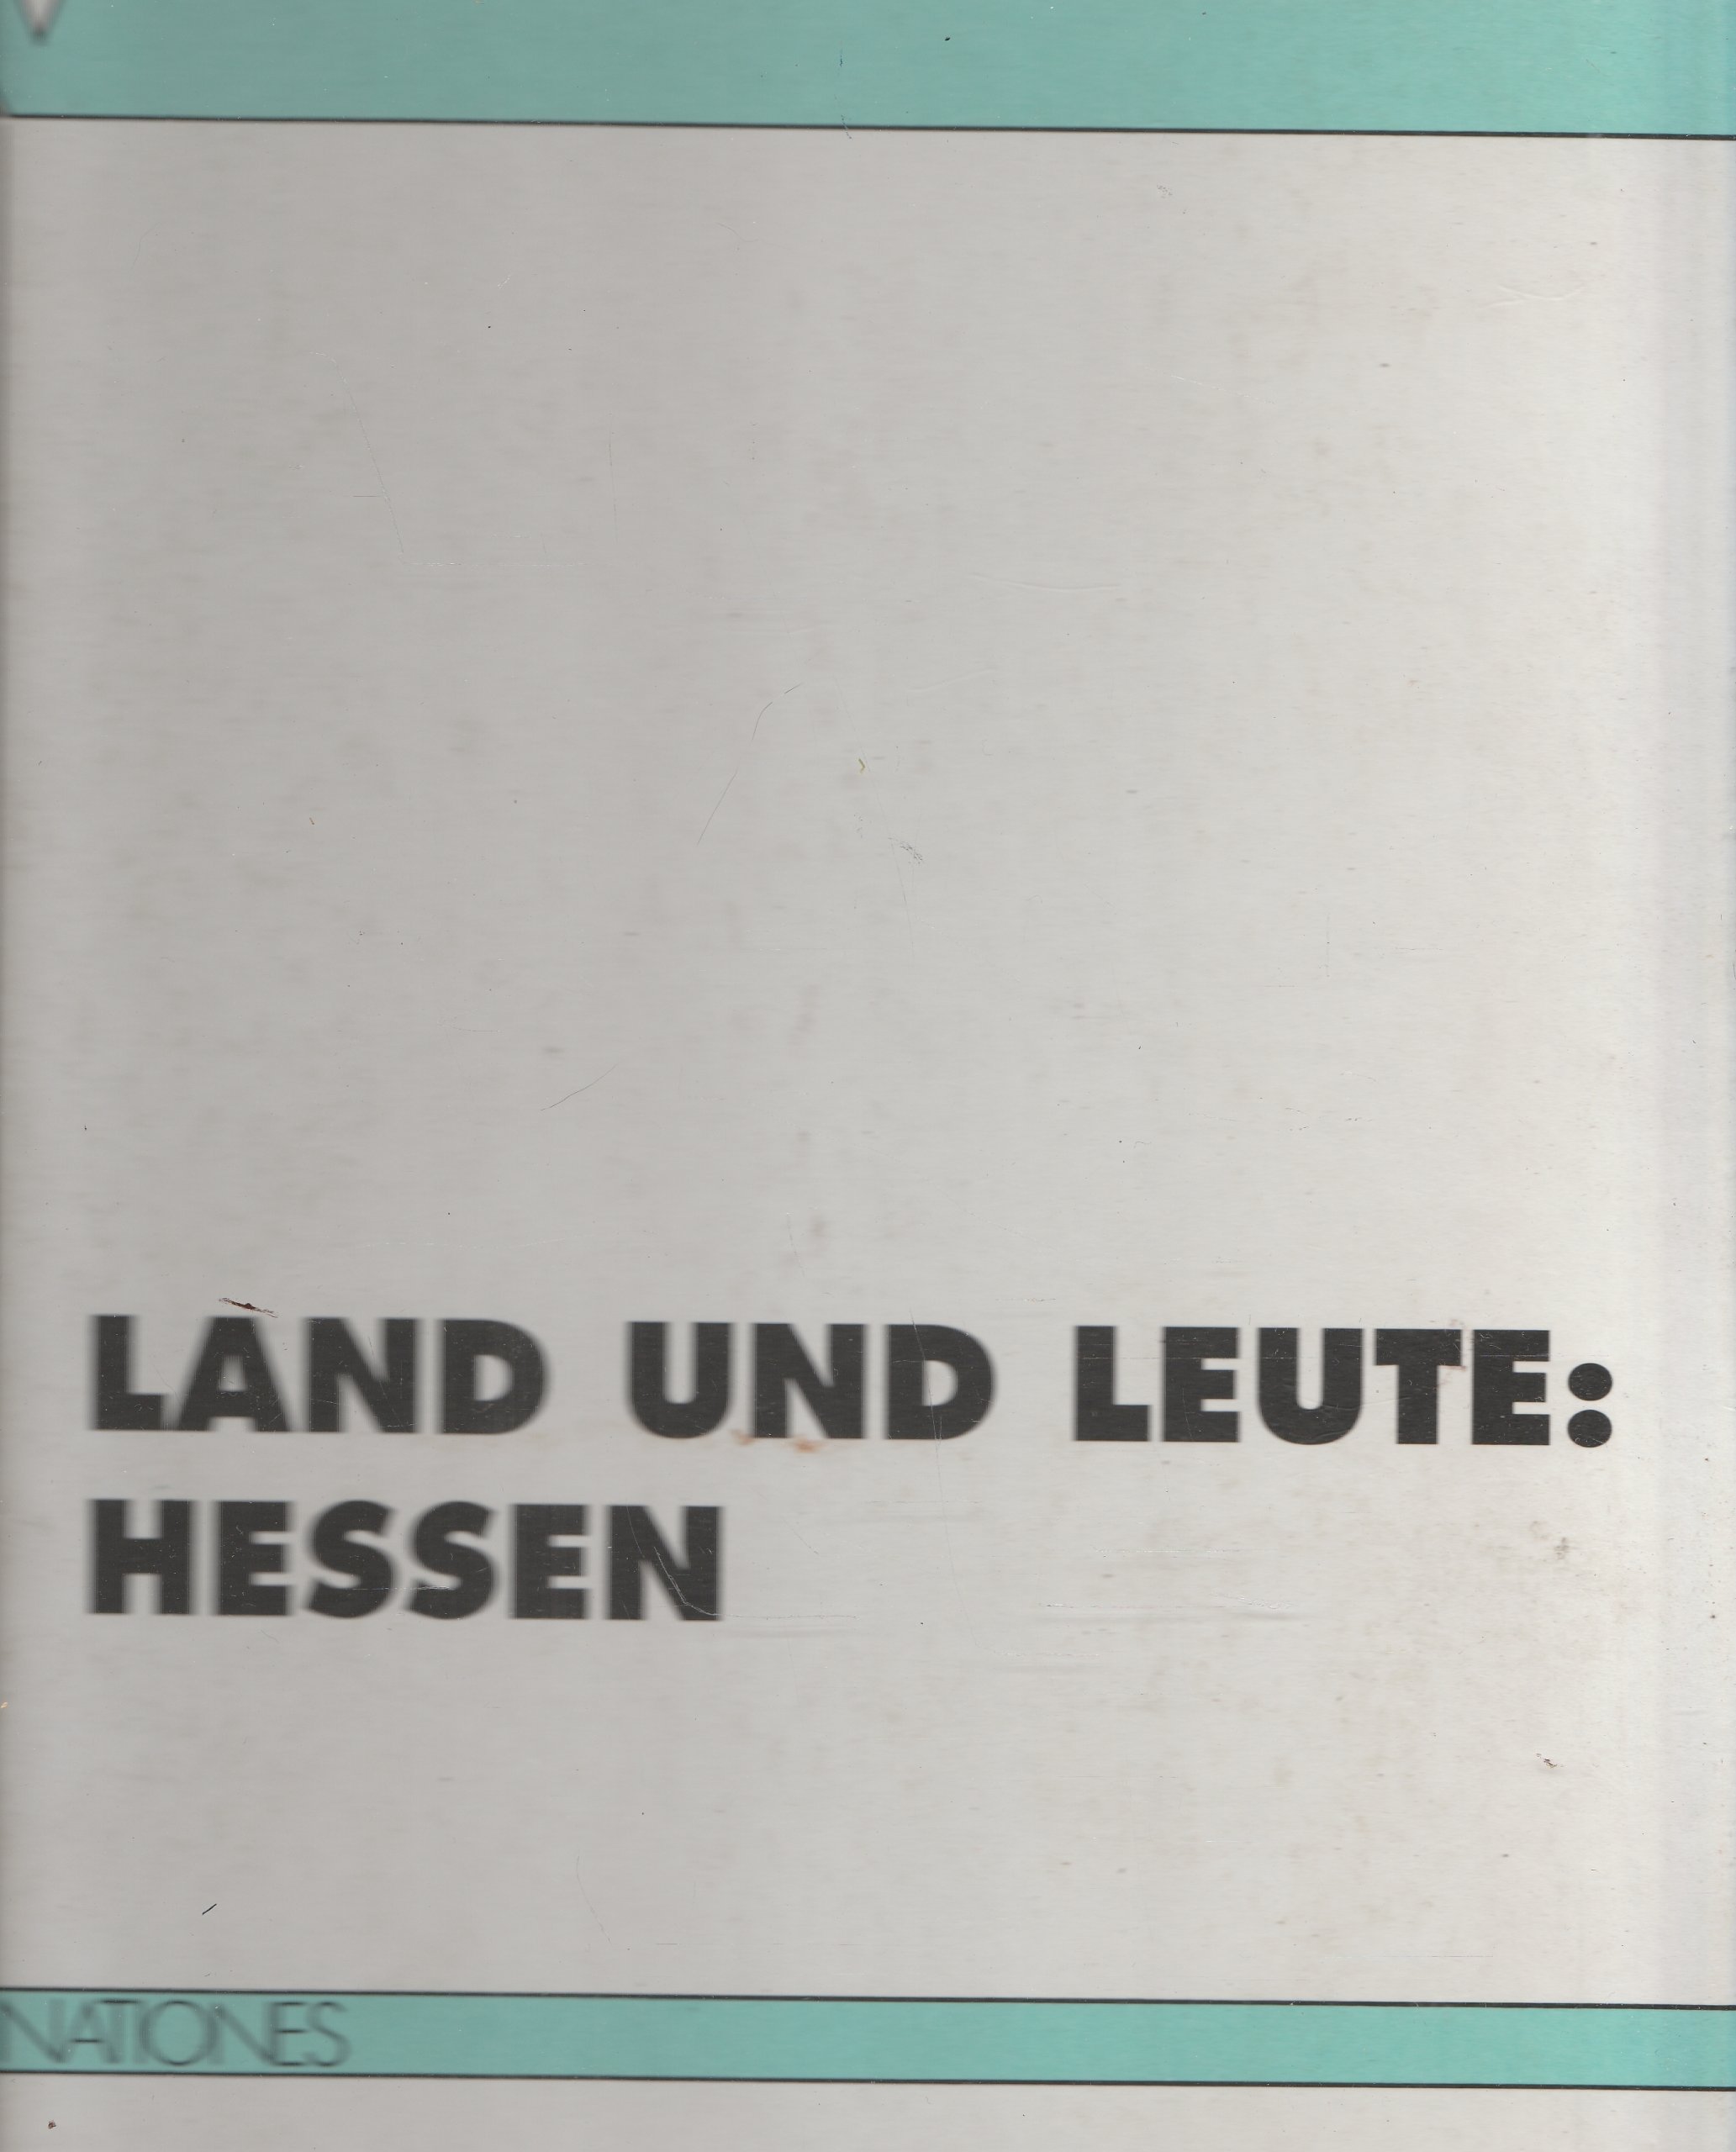 LAND UND LEUTE:
HESSEN
NATIONES